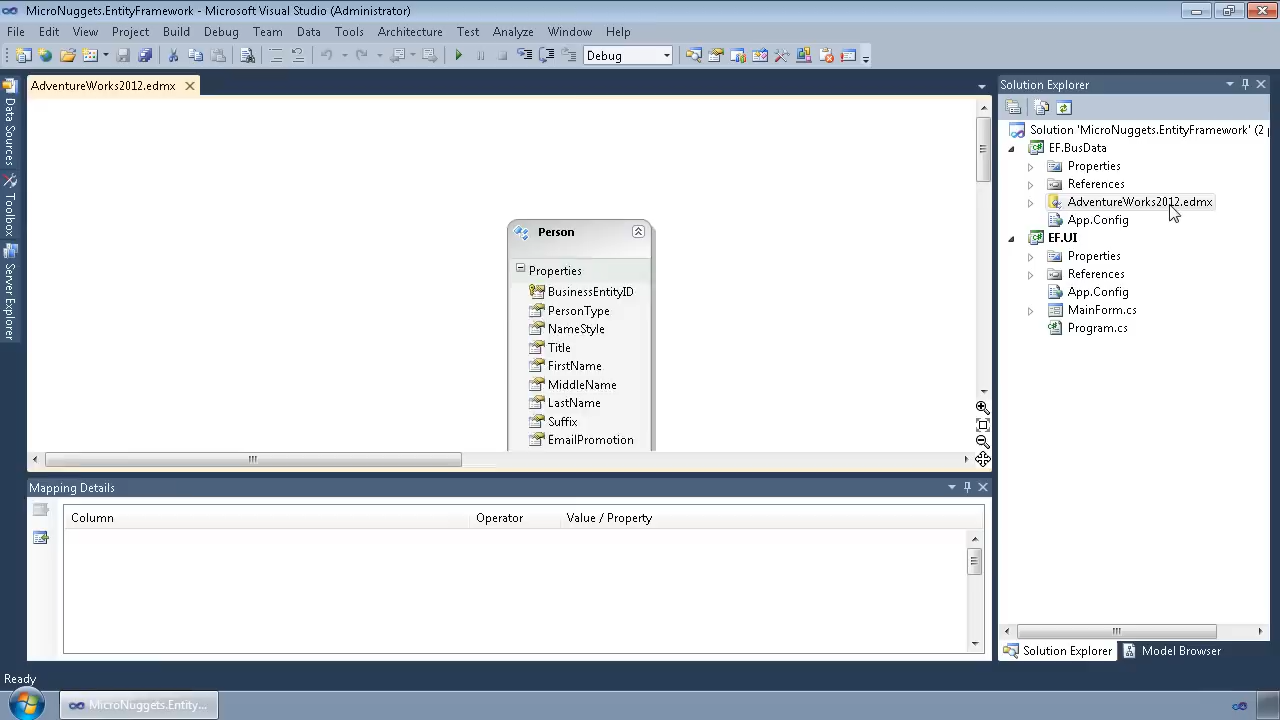 MicroNuggets.EntityFramework - Microsoft Visual Studio (Administrator)
File Edit View Project Build Debug Team Data Tools Architecture Test Analyze Window Help
Debug
AdventureWorks2012.edmx
Data Sources
Toolbox
Server Explorer
Person
Properties
BusinessEntityID
PersonType
NameStyle
Title
FirstName
MiddleName
LastName
Suffix
EmailPromotion
Mapping Details
Column Operator Value / Property
Solution Explorer
Solution 'MicroNuggets.EntityFramework' (2 p
EF.BusData
Properties
References
AdventureWorks2012.edmx
App.Config
EF.UI
Properties
References
App.Config
MainForm.cs
Program.cs
Solution Explorer Model Browser
Ready
MicroNuggets.Entity...